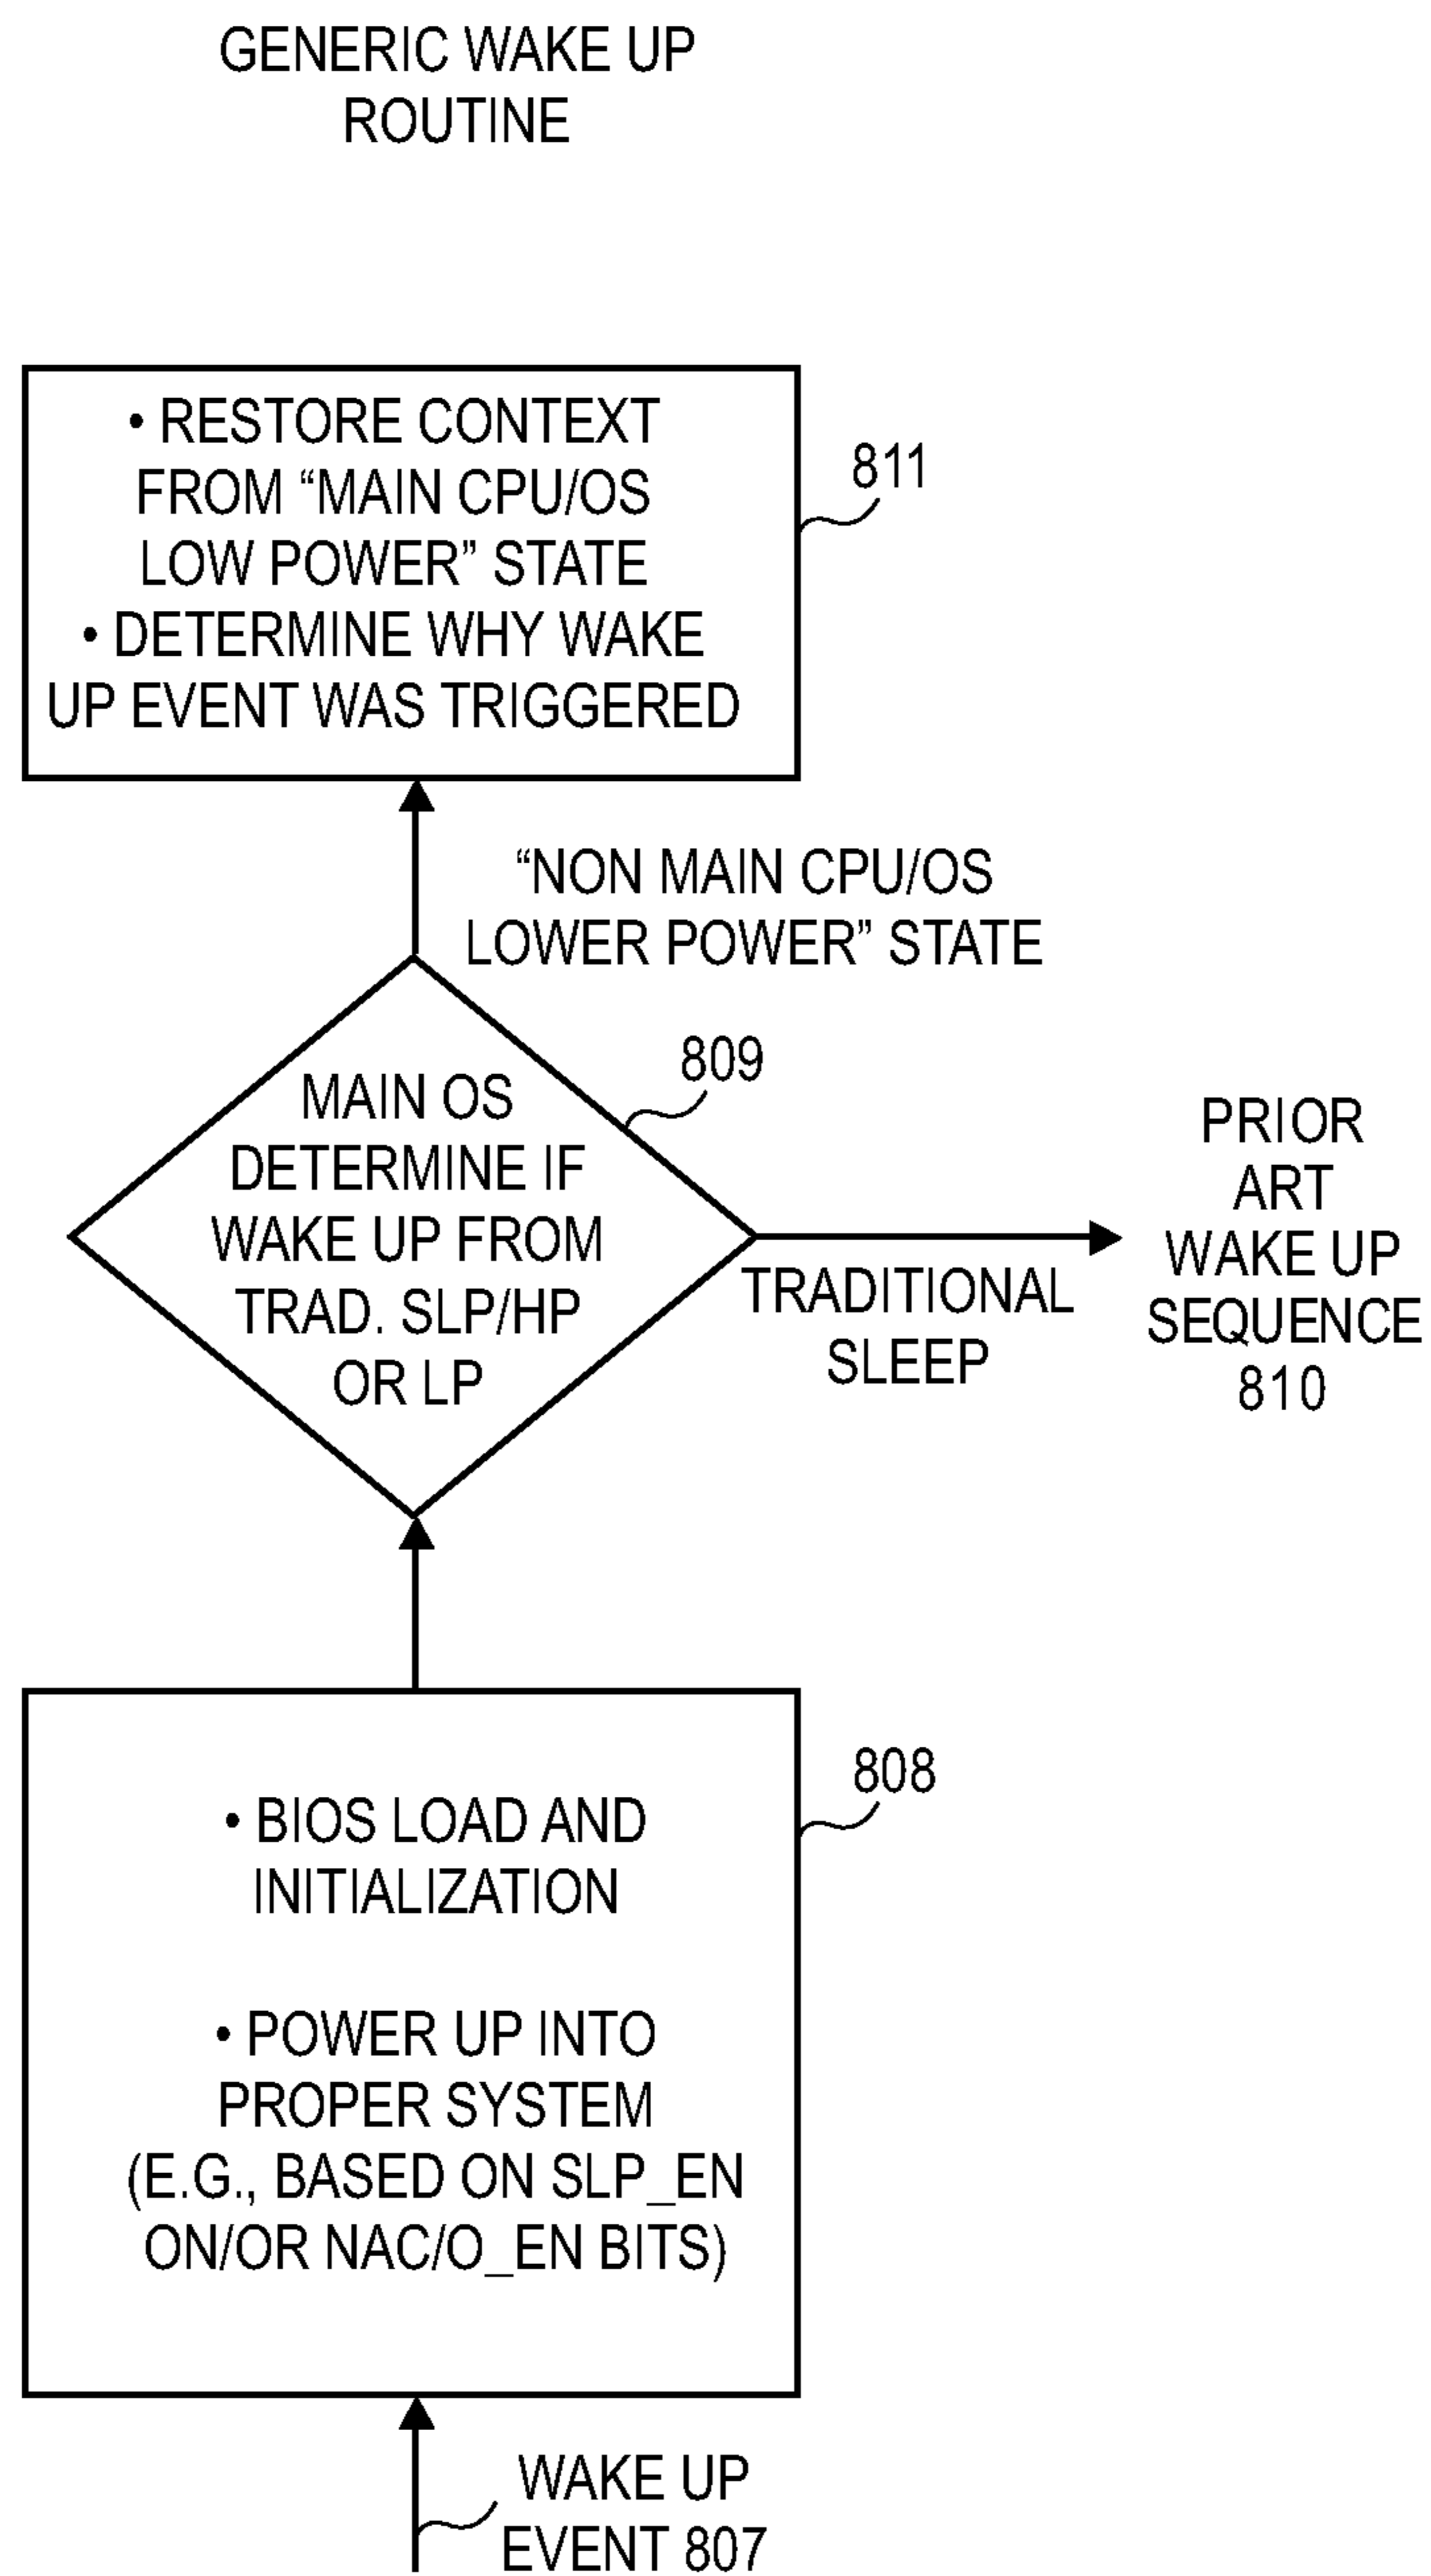 GENERIC WAKE UP
ROUTINE
• RESTORE CONTEXT
FROM “MAIN CPU/OS
LOW POWER” STATE
• DETERMINE WHY WAKE
UP EVENT WAS TRIGGERED
811
“NON MAIN CPU/OS
LOWER POWER” STATE
809
MAIN OS
DETERMINE IF
WAKE UP FROM
TRAD. SLP/HP
OR LP
TRADITIONAL
SLEEP
PRIOR
ART
WAKE UP
SEQUENCE
810
808
• BIOS LOAD AND
INITIALIZATION
• POWER UP INTO
PROPER SYSTEM
(E.G., BASED ON SLP_EN
ON/OR NAC/O_EN BITS)
WAKE UP
EVENT 807